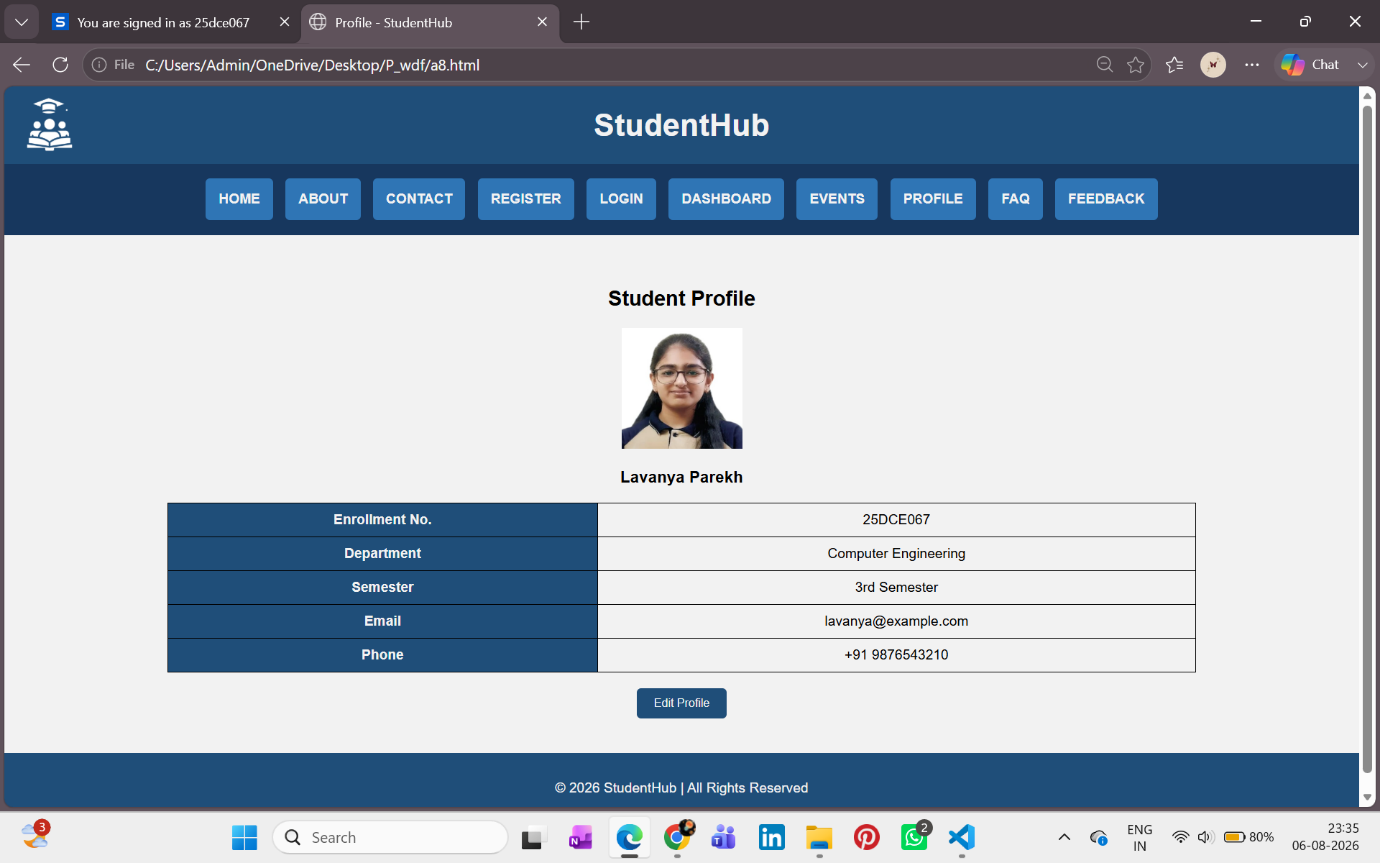 You are signed in as 25dce067
Profile - StudentHub
File C:/Users/Admin/OneDrive/Desktop/P_wdf/a8.html
Chat
StudentHub
HOME ABOUT CONTACT REGISTER LOGIN DASHBOARD EVENTS PROFILE FAQ FEEDBACK
Student Profile
Lavanya Parekh
Enrollment No. 25DCE067
Department Computer Engineering
Semester 3rd Semester
Email lavanya@example.com
Phone +91 9876543210
Edit Profile
© 2026 StudentHub | All Rights Reserved
3
Search
2
ENG
IN
80%
23:35
06-08-2026